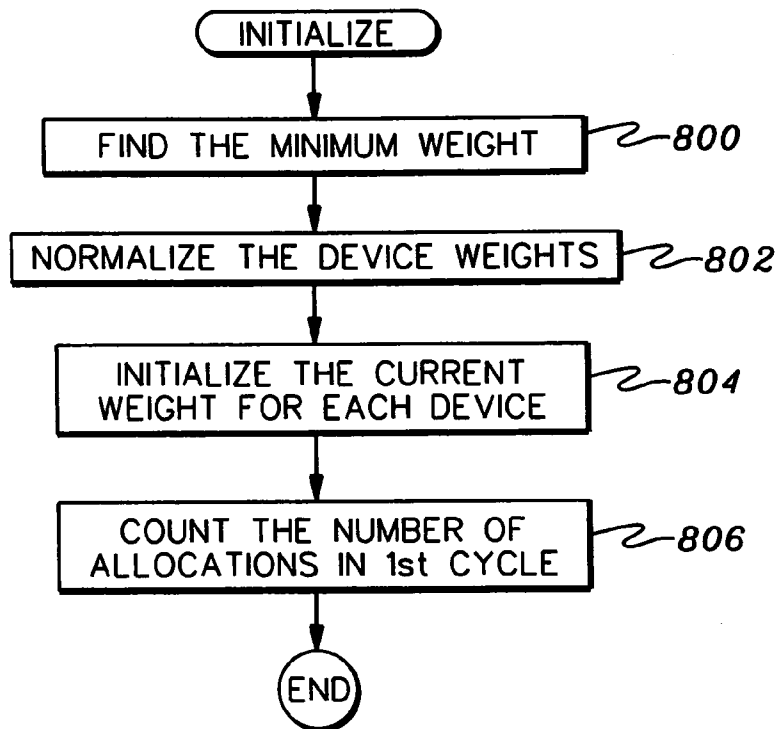 INITIALIZE
FIND THE MINIMUM WEIGHT
800
NORMALIZE THE DEVICE WEIGHTS
802
INITIALIZE THE CURRENT
WEIGHT FOR EACH DEVICE
804
COUNT THE NUMBER OF
ALLOCATIONS IN 1st CYCLE
806
END